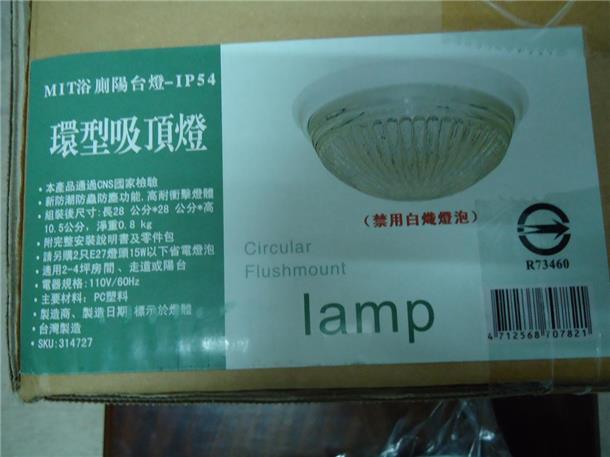 MIT浴廁陽台燈-IP54
環型吸頂燈
・本產品通過CNS國家檢驗
・新防潮防蟲防塵功能,高耐衝擊燈體
・組裝後尺寸:長28 公分*28 公分*高
10.5公分, 淨重0.8 kg
・附完整安裝說明書及零件包
・請另購2只E27燈頭15W以下省電燈泡
・適用2-4坪房間、走道或陽台
・電器規格:110V/60Hz
・主要材料: PC塑料
・製造商、製造日期 標示於燈體
・台灣製造
・SKU:314727
(禁用白熾燈泡)
Circular
Flushmount
lamp
R73460
4 712568 707821